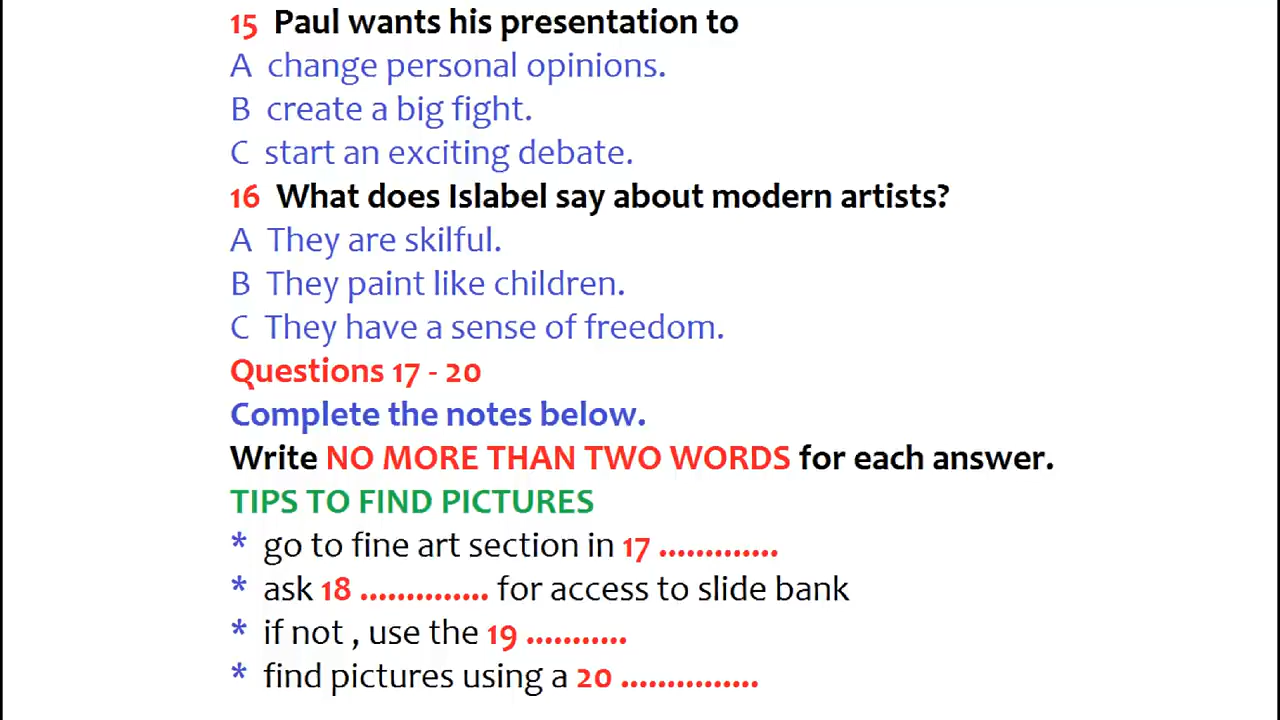 15 Paul wants his presentation to
A change personal opinions.
B create a big fight.
C start an exciting debate.
16 What does Islabel say about modern artists?
A They are skilful.
B They paint like children.
C They have a sense of freedom.
Questions 17 - 20
Complete the notes below.
Write NO MORE THAN TWO WORDS for each answer.
TIPS TO FIND PICTURES
* go to fine art section in 17 .............
* ask 18 .............. for access to slide bank
* if not , use the 19 ...........
* find pictures using a 20 ...............